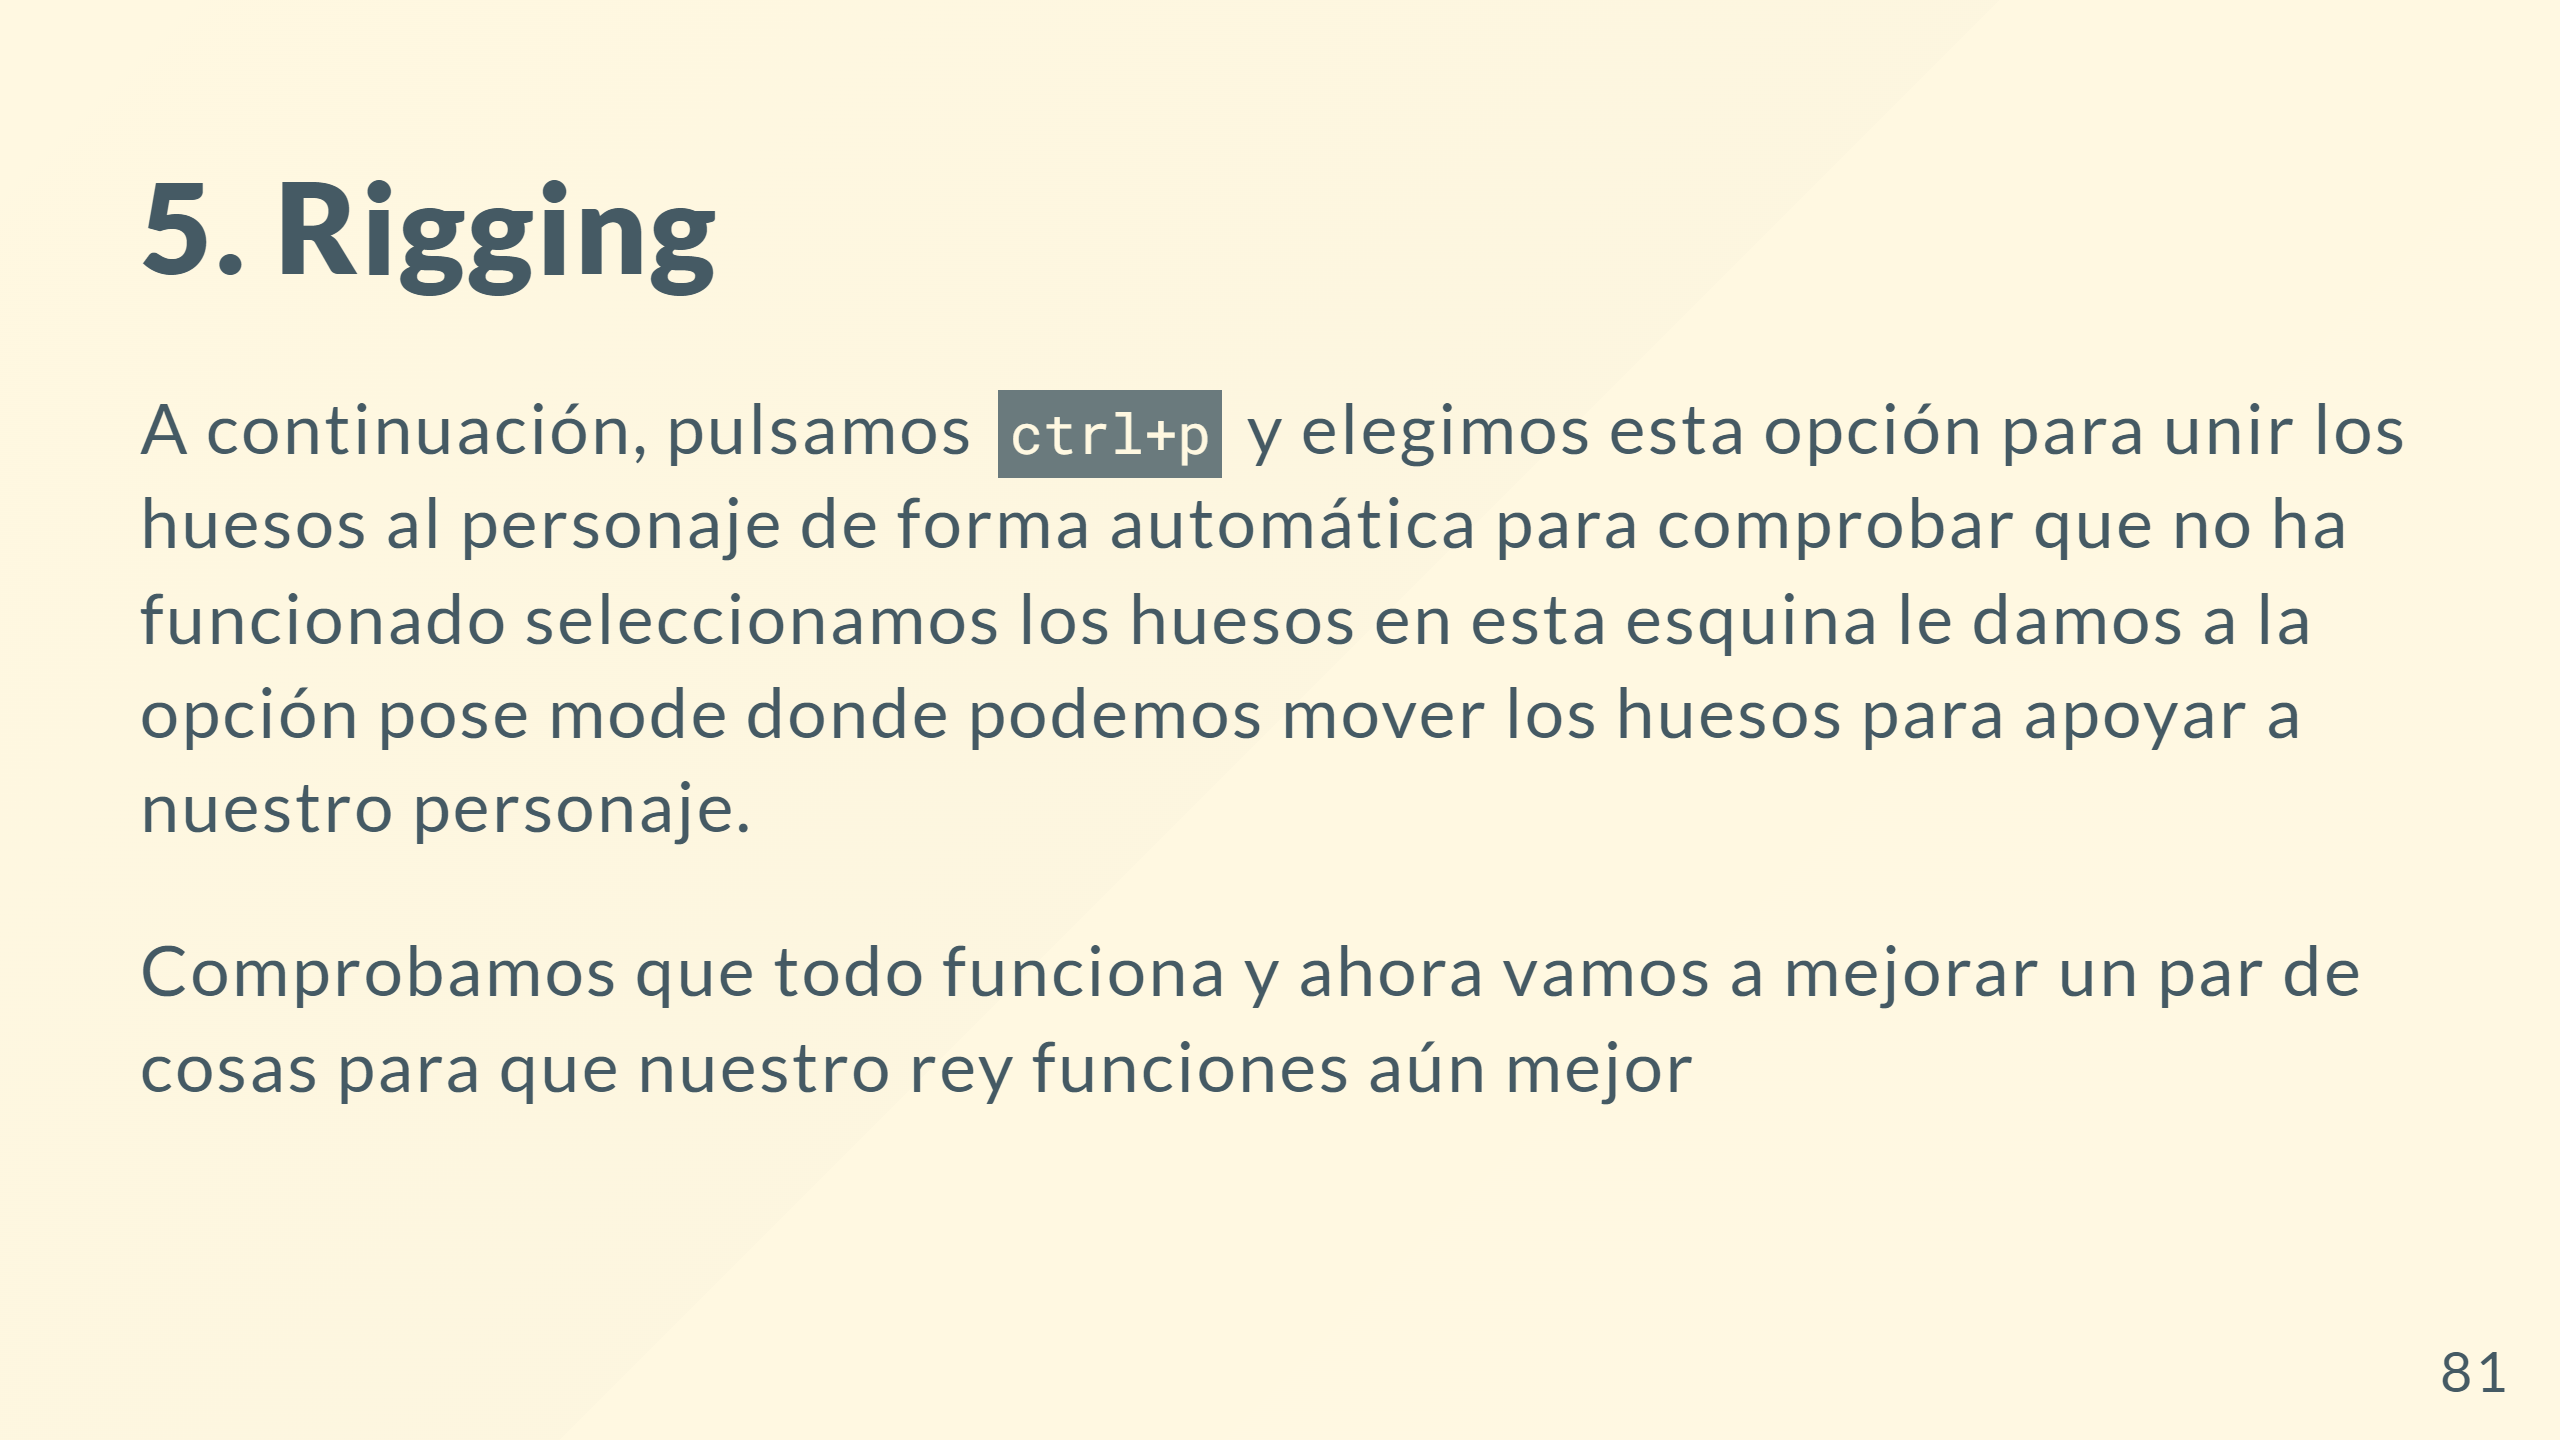 5. Rigging
A continuación, pulsamos ctrl+p y elegimos esta opción para unir los
huesos al personaje de forma automática para comprobar que no ha
funcionado seleccionamos los huesos en esta esquina le damos a la
opción pose mode donde podemos mover los huesos para apoyar a
nuestro personaje.
Comprobamos que todo funciona y ahora vamos a mejorar un par de
cosas para que nuestro rey funciones aún mejor
81